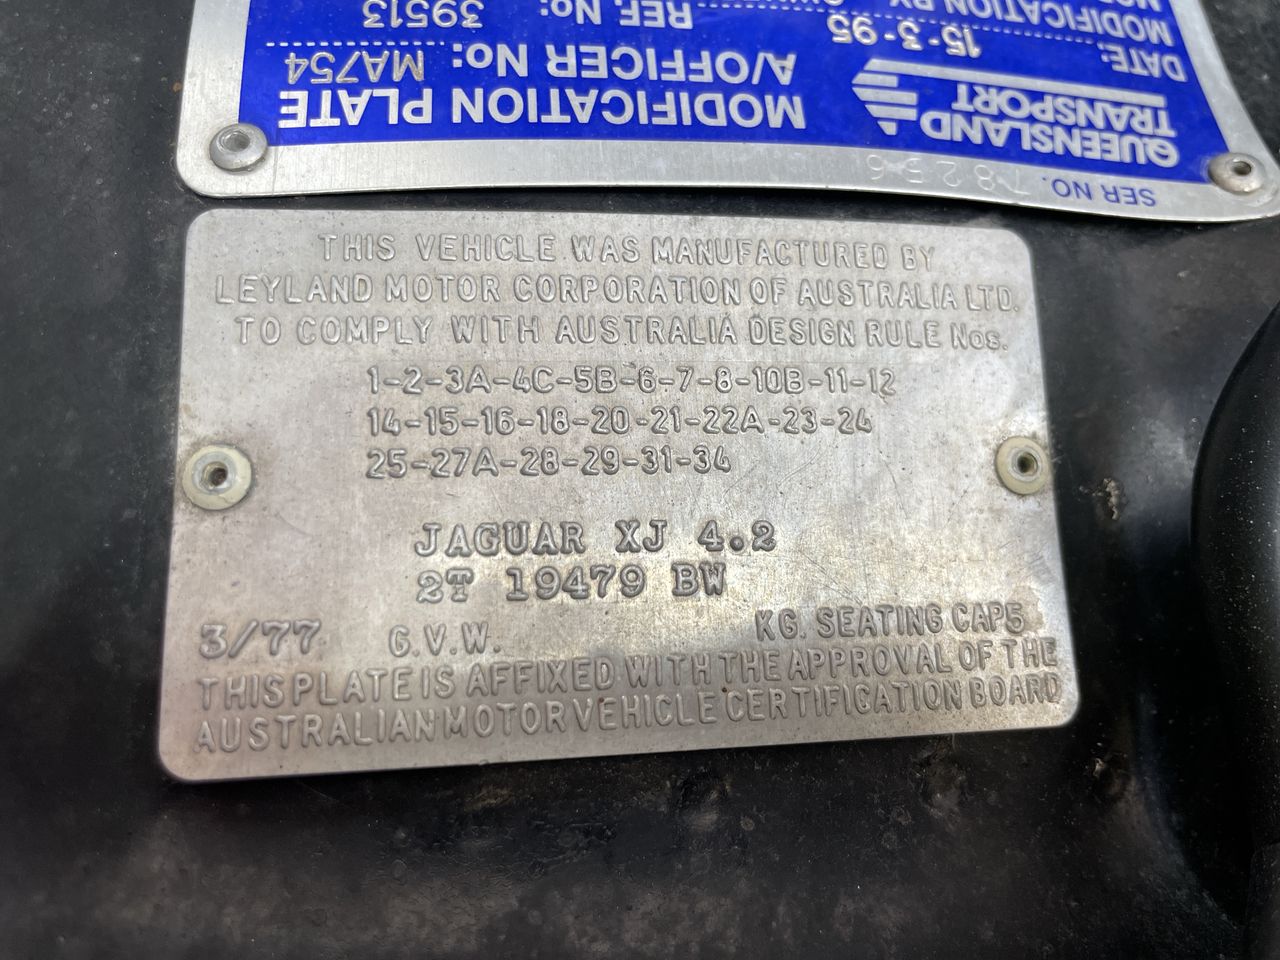 QUEENSLAND
TRANSPORT
SER NO. 78256
MODIFICATION PLATE
A/OFFICER No: MA754
DATE: 15-3-95
REF. No: 39513
MODIFICATION BY:
THIS VEHICLE WAS MANUFACTURED BY
LEYLAND MOTOR CORPORATION OF AUSTRALIA LTD.
TO COMPLY WITH AUSTRALIA DESIGN RULE Nos.
1-2-3A-4C-5B-6-7-8-10B-11-12
14-15-16-18-20-21-22A-23-24
25-27A-28-29-31-34
JAGUAR XJ 4.2
2T 19479 BW
3/77 G.V.W. KG. SEATING CAP5
THIS PLATE IS AFFIXED WITH THE APPROVAL OF THE
AUSTRALIAN MOTOR VEHICLE CERTIFICATION BOARD